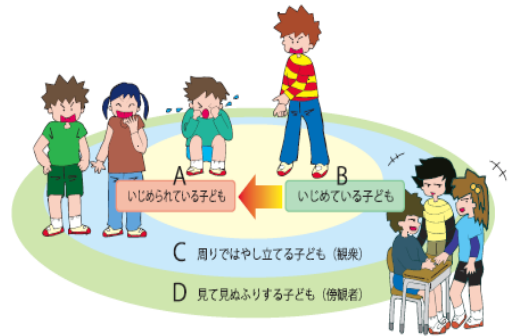 A
いじめられている子ども
B
いじめている子ども
C 周りではやし立てる子ども（観衆）
D 見て見ぬふりする子ども（傍観者）